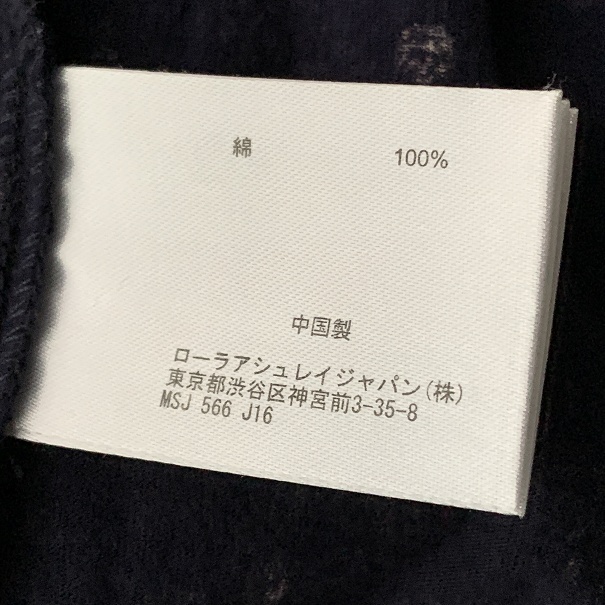 綿 100%
中国製
ローラアシュレイジャパン(株)
東京都渋谷区神宮前3-35-8
MSJ 566 J16